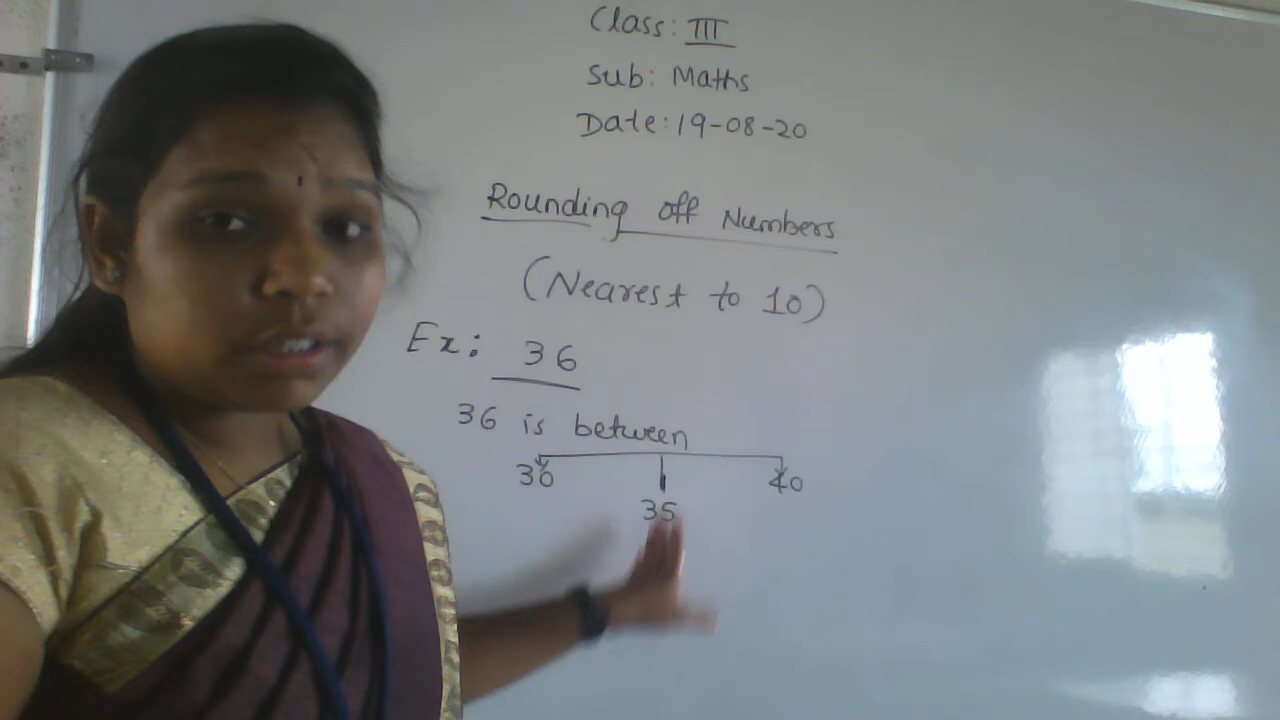 Class: III
Sub: Maths
Date: 19-08-20
Rounding off Numbers
(Nearest to 10)
Ex: 36
36 is between
30 40
35